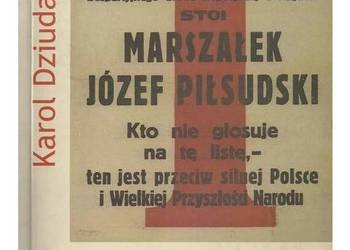 Karol Dziuda
STOI
MARSZAŁEK
JÓZEF PIŁSUDSKI
Kto nie głosuje
na tę listę,-
ten jest przeciw silnej Polsce
i Wielkiej Przyszłości Narodu